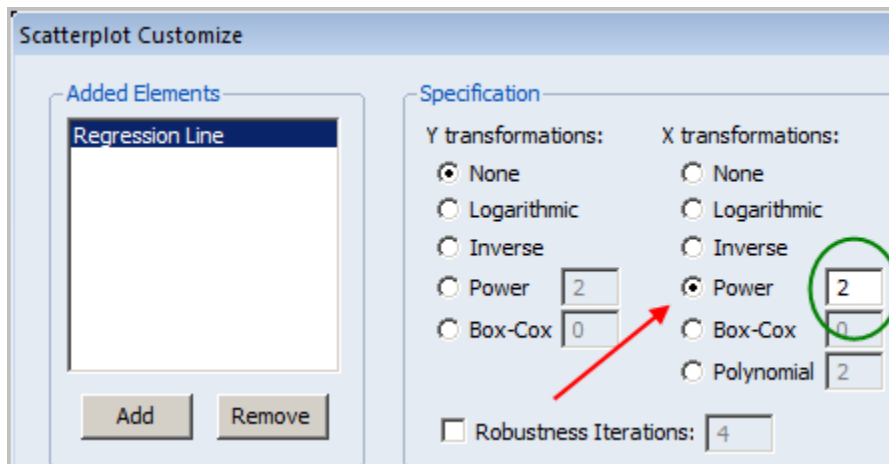 Scatterplot Customize
Added Elements
Regression Line
Add Remove
Specification
Y transformations: X transformations:
None None
Logarithmic Logarithmic
Inverse Inverse
Power 2 Power 2
Box-Cox 0 Box-Cox 0
Polynomial 2
Robustness Iterations: 4